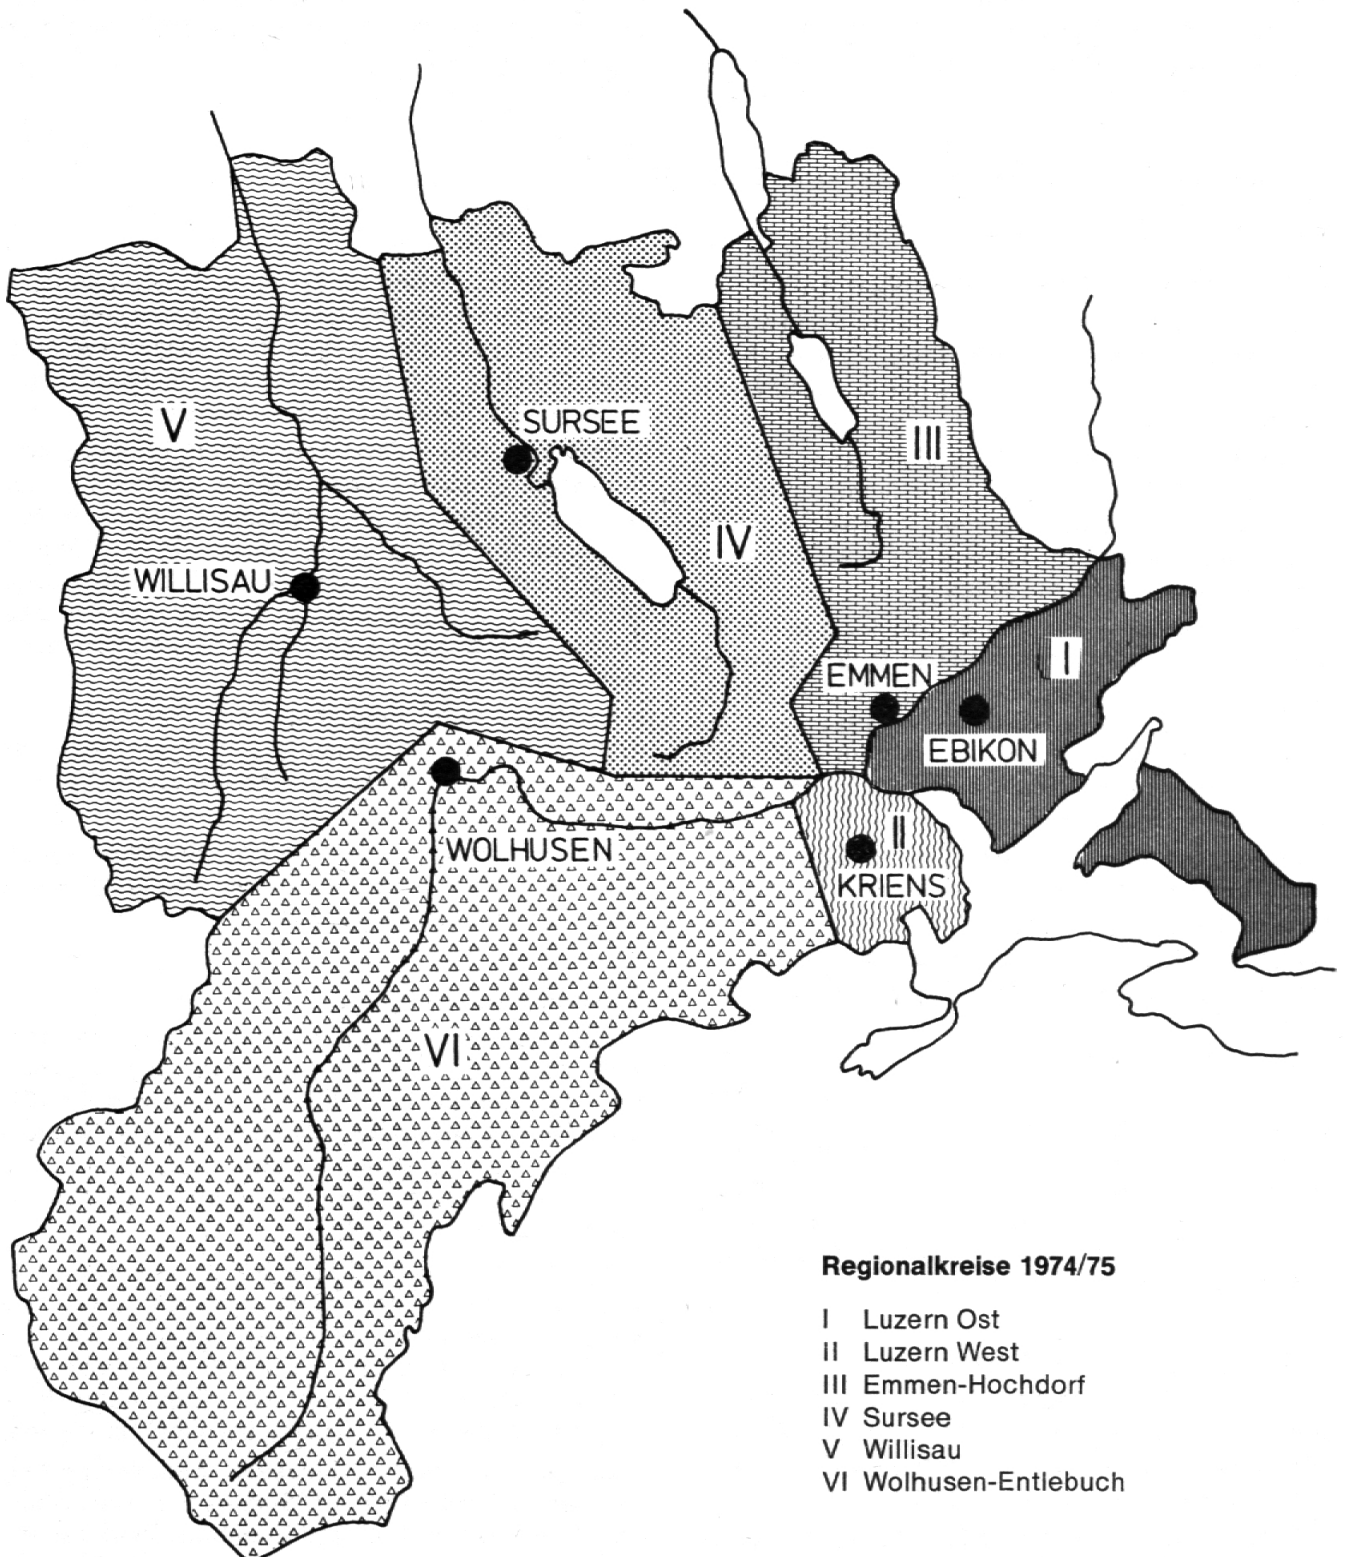 V
SURSEE
III
IV
WILLISAU
I
EMMEN
EBIKON
WOLHUSEN
II
KRIENS
VI
Regionalkreise 1974/75
I Luzern Ost
II Luzern West
III Emmen-Hochdorf
IV Sursee
V Willisau
VI Wolhusen-Entlebuch